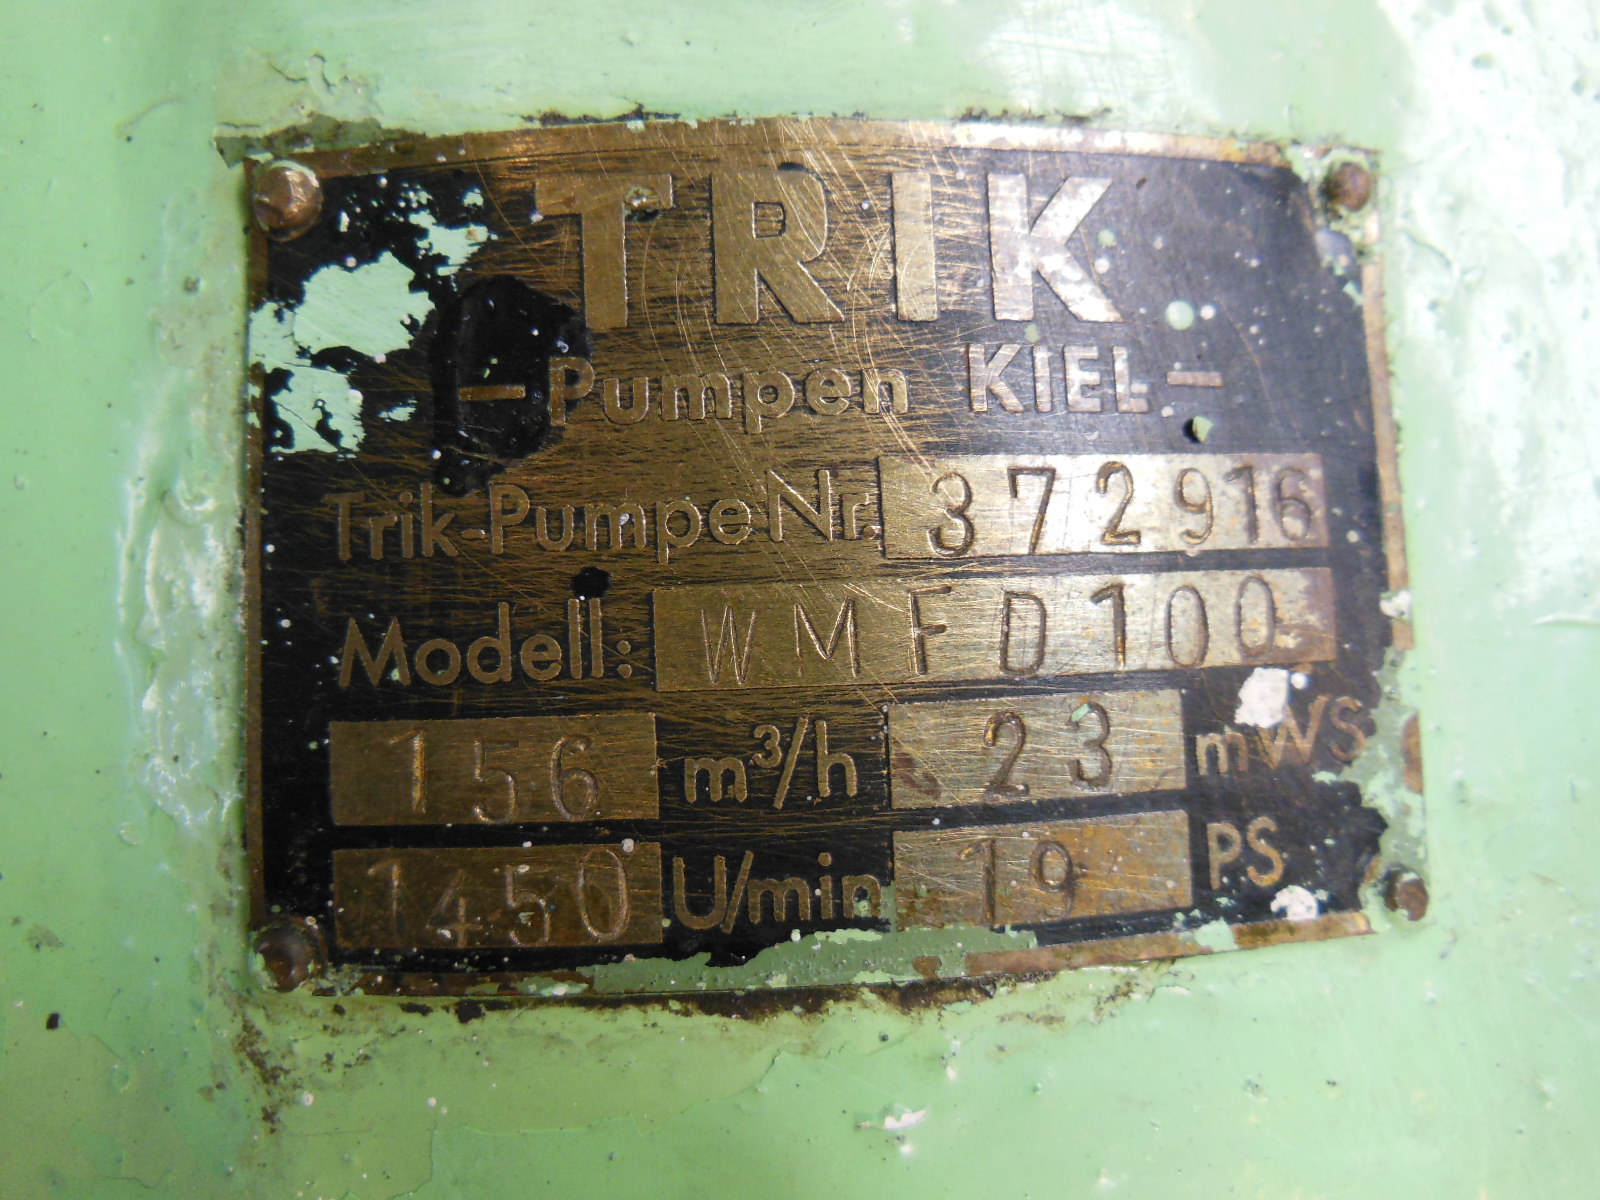 TRIK
- Pumpen KIEL -
Trik-Pumpe Nr. 372916
Modell: WMFD100
156 m³/h 23 mWS
1450 U/min 19 PS